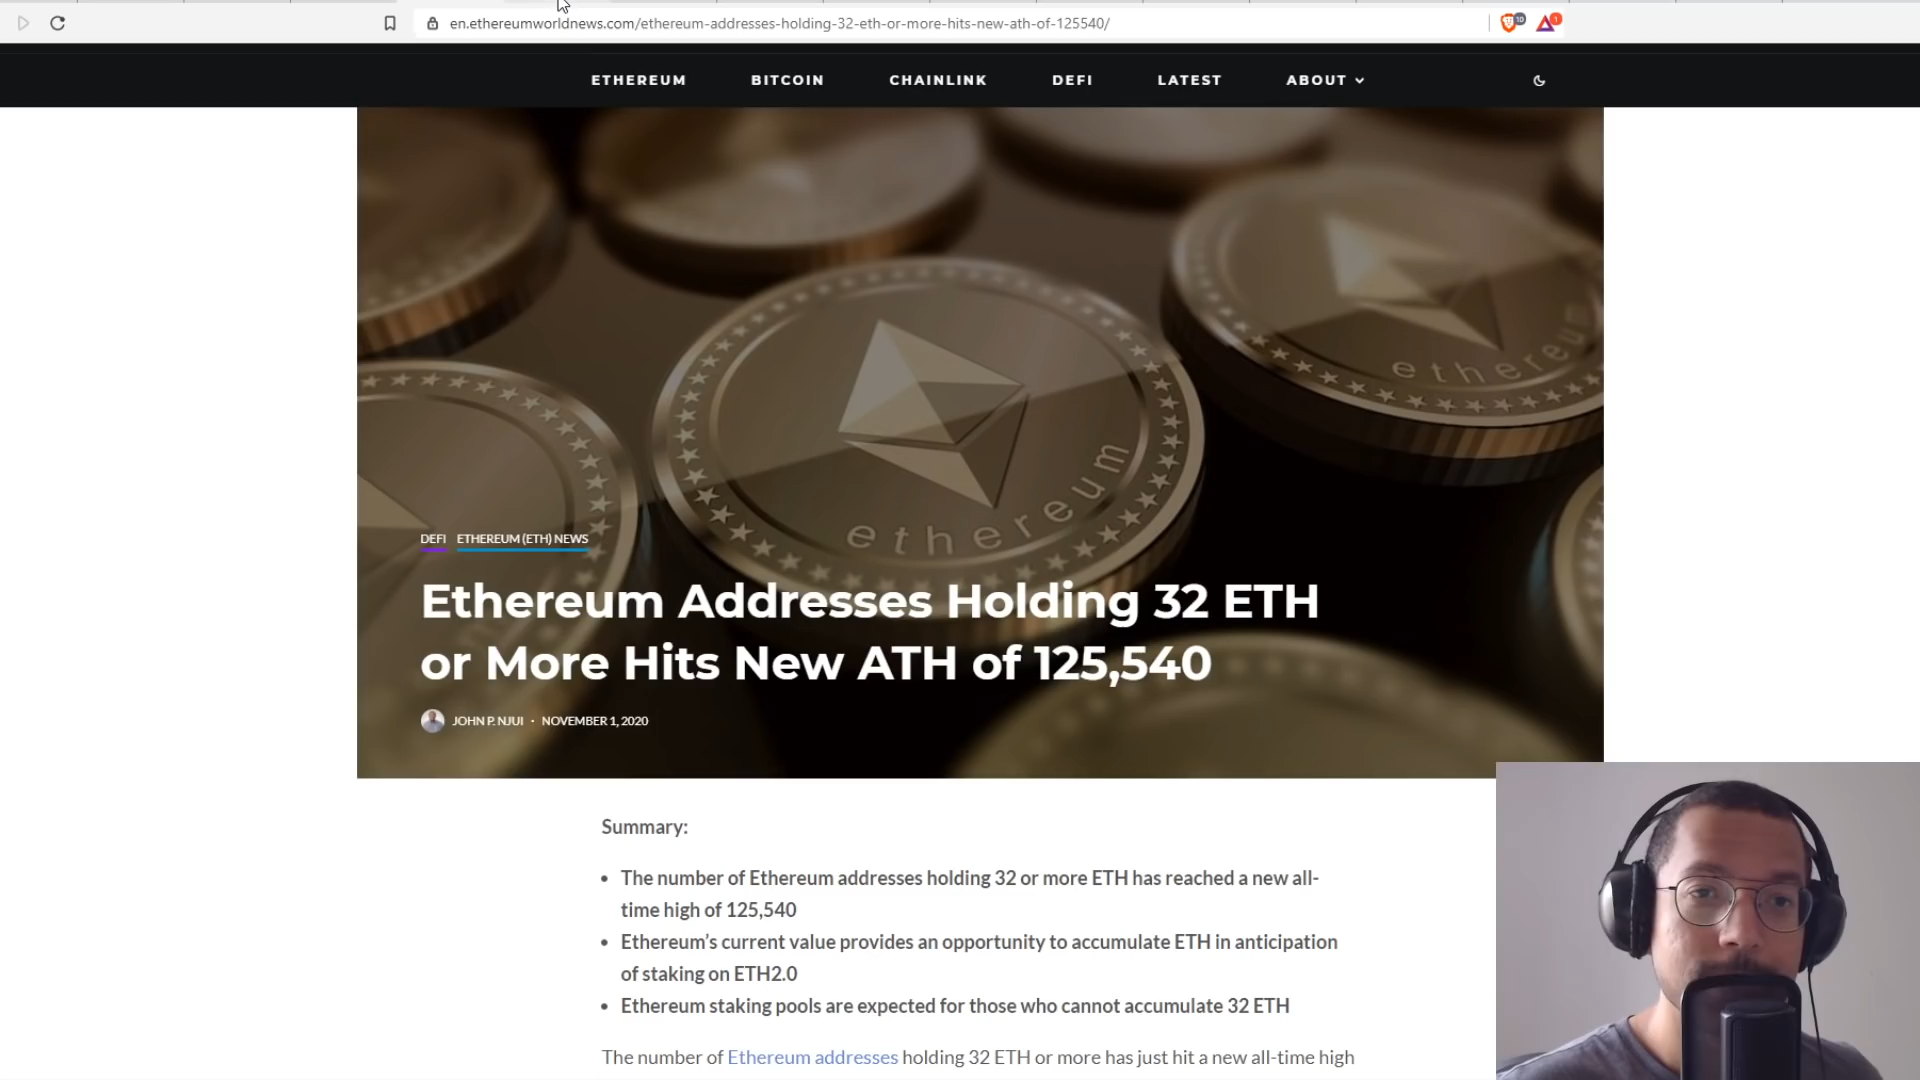 en.ethereumworldnews.com/ethereum-addresses-holding-32-eth-or-more-hits-new-ath-of-125540/
10
1
ETHEREUM BITCOIN CHAINLINK DEFI LATEST ABOUT
ethereum
ethereum
DEFI ETHEREUM (ETH) NEWS
Ethereum Addresses Holding 32 ETH
or More Hits New ATH of 125,540
JOHN P. NJUI · NOVEMBER 1, 2020
Summary:
• The number of Ethereum addresses holding 32 or more ETH has reached a new all-
time high of 125,540
• Ethereum’s current value provides an opportunity to accumulate ETH in anticipation
of staking on ETH2.0
• Ethereum staking pools are expected for those who cannot accumulate 32 ETH
The number of Ethereum addresses holding 32 ETH or more has just hit a new all-time high